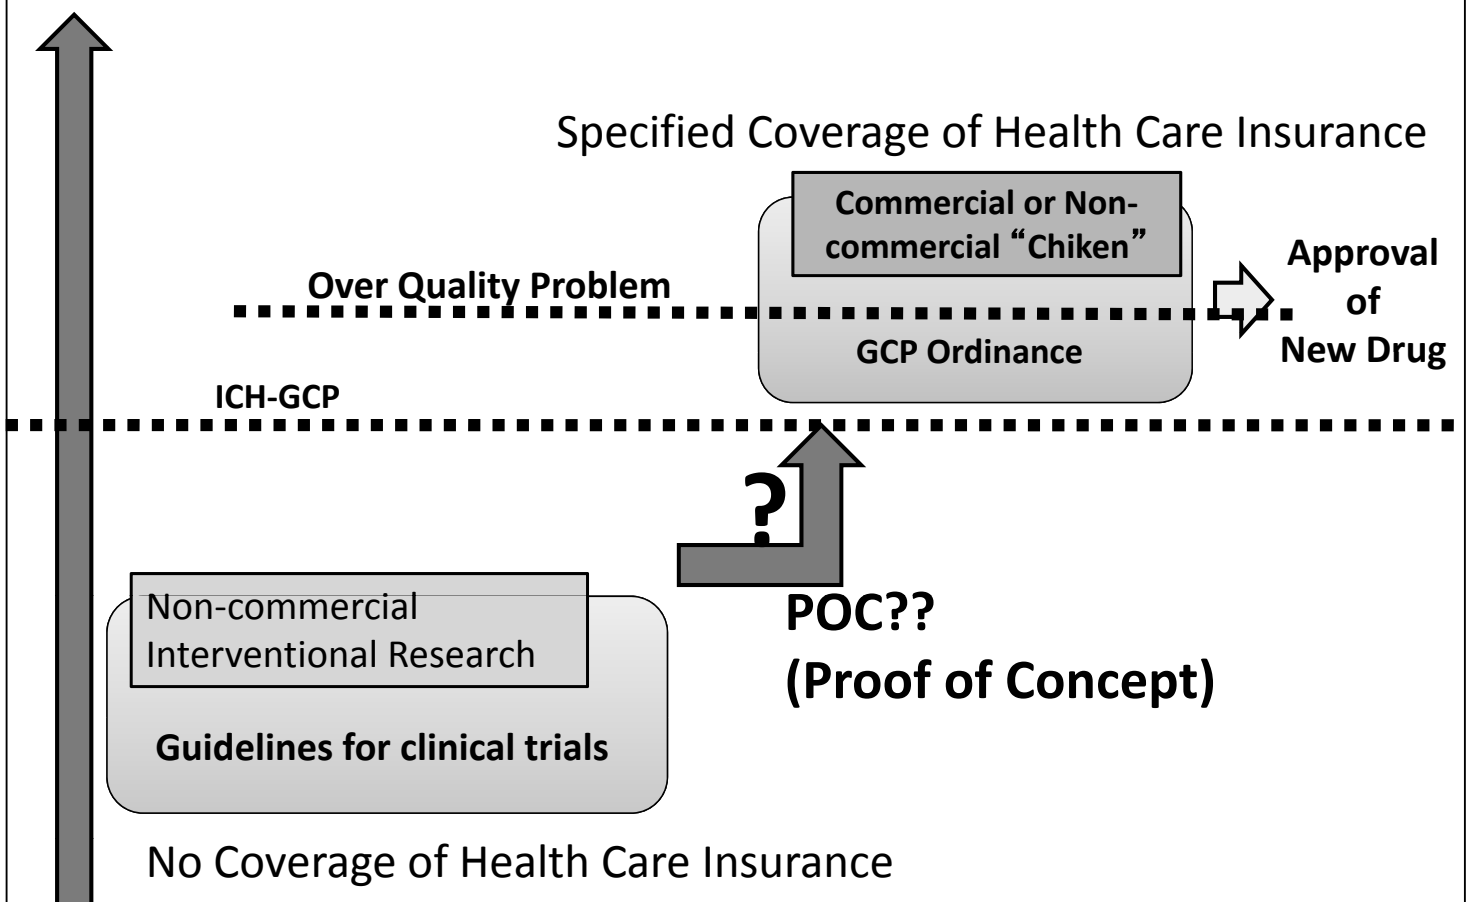 Specified Coverage of Health Care Insurance
Commercial or Non-
commercial “Chiken”
Over Quality Problem
GCP Ordinance
Approval
of
New Drug
ICH-GCP
?
Non-commercial
Interventional Research
Guidelines for clinical trials
POC??
(Proof of Concept)
No Coverage of Health Care Insurance